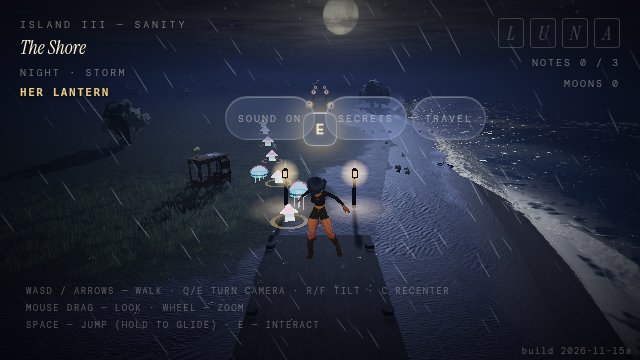 ISLAND III — SANITY
The Shore
NIGHT · STORM
HER LANTERN
LUNA
NOTES 0 / 3
MOONS 0
SOUND ON
SECRETS
TRAVEL
E
WASD / ARROWS — WALK · Q/E TURN CAMERA · R/F TILT · C RECENTER
MOUSE DRAG — LOOK · WHEEL — ZOOM
SPACE — JUMP (HOLD TO GLIDE) · E — INTERACT
build 2026-11-15a